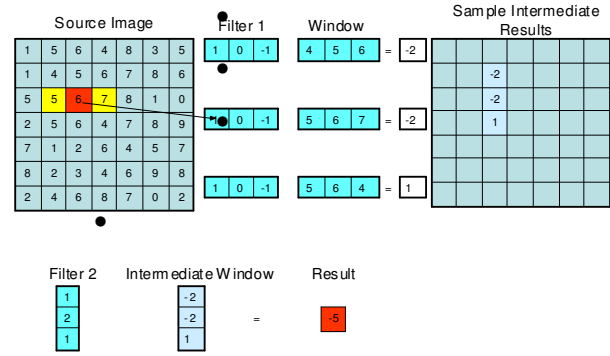 Source Image
Filter 1
Window
Sample Intermediate
Results
1 5 6 4 8 3 5
1 4 5 6 7 8 6
5 5 6 7 8 1 0
2 5 6 4 7 8 9
7 1 2 6 4 5 7
8 2 3 4 6 9 8
2 4 6 8 7 0 2
1 0 -1
4 5 6 = -2
1 0 -1
5 6 7 = -2
1 0 -1
5 6 4 = 1
-2
-2
1
Filter 2
Intermediate Window
Result
1 -2
2 -2 = -5
1 1